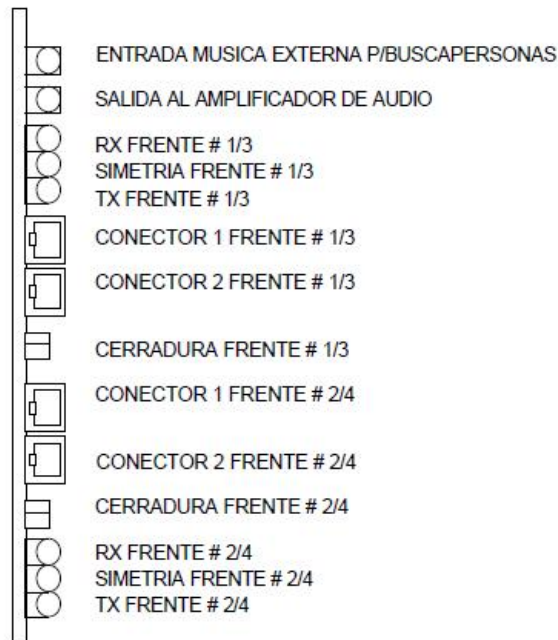 ENTRADA MUSICA EXTERNA P/BUSCAPERSONAS
SALIDA AL AMPLIFICADOR DE AUDIO
RX FRENTE # 1/3
SIMETRIA FRENTE # 1/3
TX FRENTE # 1/3
CONECTOR 1 FRENTE # 1/3
CONECTOR 2 FRENTE # 1/3
CERRADURA FRENTE # 1/3
CONECTOR 1 FRENTE # 2/4
CONECTOR 2 FRENTE # 2/4
CERRADURA FRENTE # 2/4
RX FRENTE # 2/4
SIMETRIA FRENTE # 2/4
TX FRENTE # 2/4